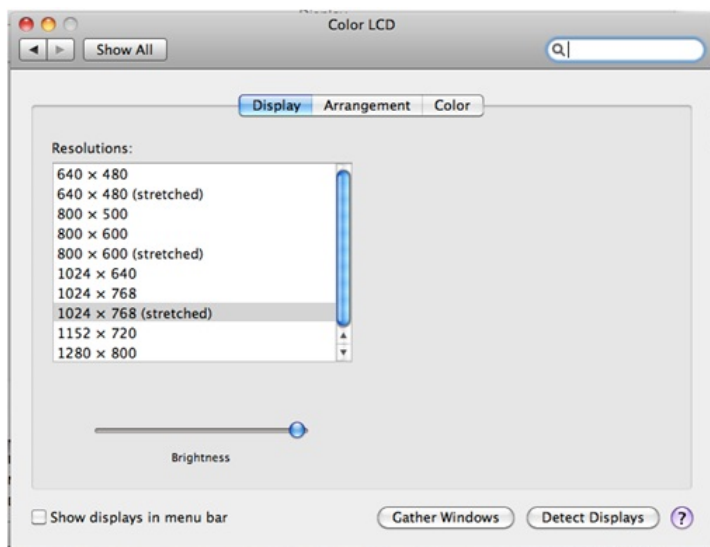 Color LCD
Show All
Display Arrangement Color
Resolutions:
640 × 480
640 × 480 (stretched)
800 × 500
800 × 600
800 × 600 (stretched)
1024 × 640
1024 × 768
1024 × 768 (stretched)
1152 × 720
1280 × 800
Brightness
Show displays in menu bar Gather Windows Detect Displays ?